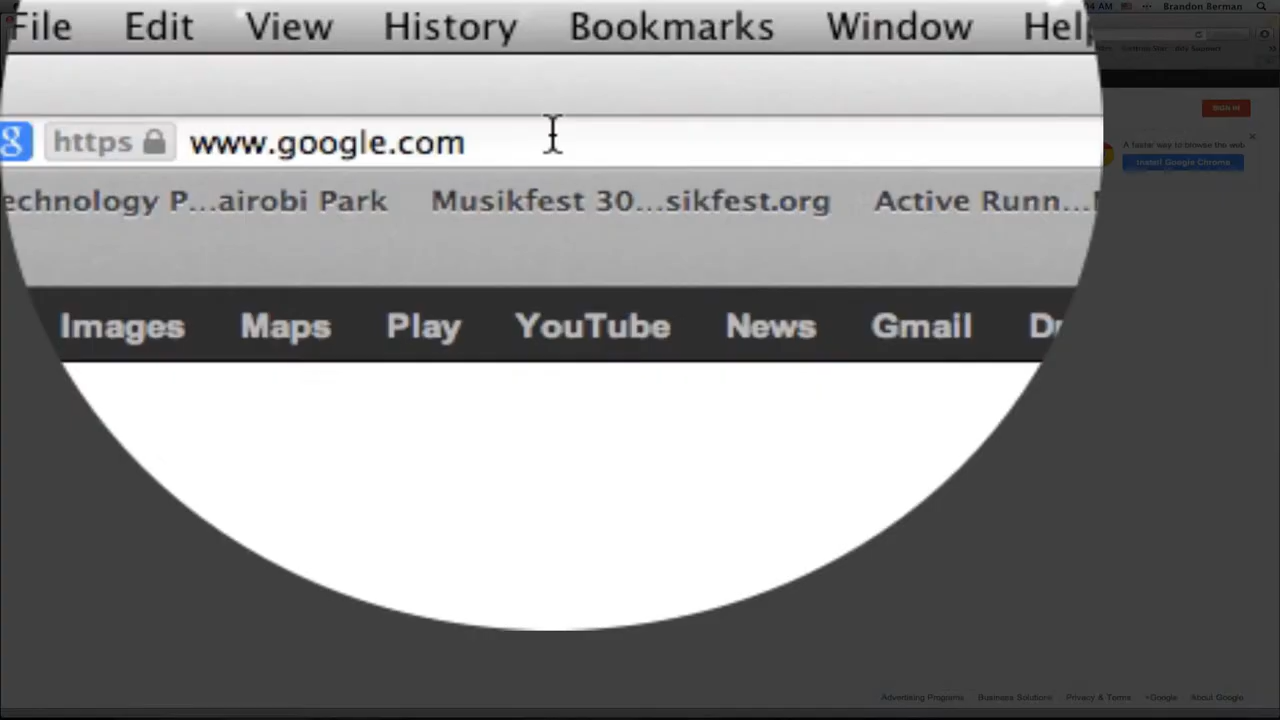 File Edit View History Bookmarks Window Help
AM Brandon Berman
g https www.google.com
echnology P...airobi Park Musikfest 30...sikfest.org Active Runn...
Images Maps Play YouTube News Gmail Dr
SIGN IN
A faster way to browse the web
Install Google Chrome
Advertising Programs Business Solutions Privacy & Terms +Google About Google